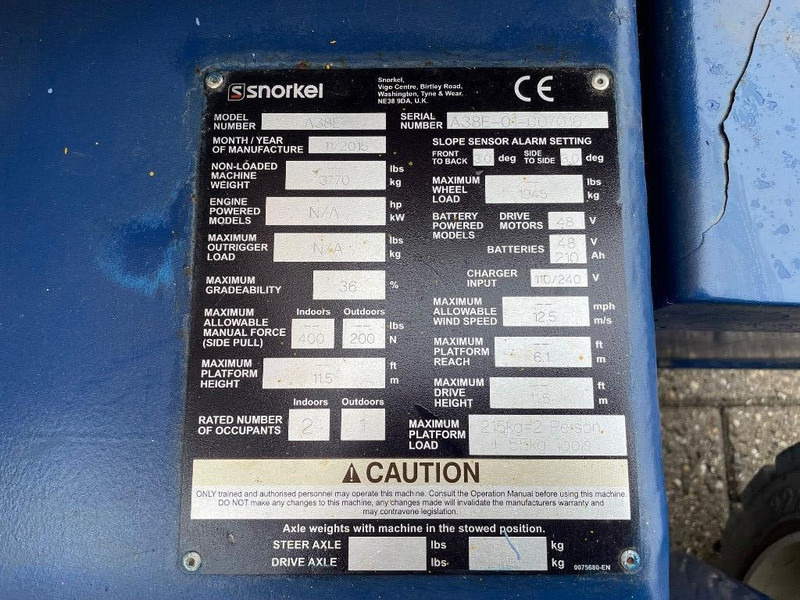 snorkel
Snorkel,
Vigo Centre, Birtley Road,
Washington, Tyne & Wear,
NE38 9DA, U.K.
CE
MODEL NUMBER A38E
SERIAL NUMBER
MONTH / YEAR OF MANUFACTURE 11/2015
SLOPE SENSOR ALARM SETTING
FRONT TO BACK deg SIDE TO SIDE deg
NON-LOADED MACHINE WEIGHT --- lbs
3770 kg
MAXIMUM WHEEL LOAD --- lbs
1945 kg
ENGINE POWERED MODELS N/A hp kW
BATTERY POWERED MODELS
DRIVE MOTORS 48 V
BATTERIES 48 V
210 Ah
MAXIMUM OUTRIGGER LOAD N/A lbs kg
CHARGER INPUT 110/240 V
MAXIMUM GRADEABILITY 36 %
MAXIMUM ALLOWABLE WIND SPEED --- mph
12.5 m/s
Indoors Outdoors
MAXIMUM ALLOWABLE MANUAL FORCE (SIDE PULL) --- --- lbs
400 200 N
MAXIMUM PLATFORM REACH --- ft
6.1 m
MAXIMUM PLATFORM HEIGHT --- ft
11.5 m
MAXIMUM DRIVE HEIGHT --- ft
11.5 m
Indoors Outdoors
RATED NUMBER OF OCCUPANTS 2 1
MAXIMUM PLATFORM LOAD 215kg=2 Person
CAUTION
ONLY trained and authorised personnel may operate this machine. Consult the Operation Manual before using this machine.
DO NOT make any changes to this machine, any changes made will invalidate the manufacturers warranty and
may contravene legislation.
Axle weights with machine in the stowed position.
STEER AXLE lbs kg
DRIVE AXLE lbs kg
0075680-EN